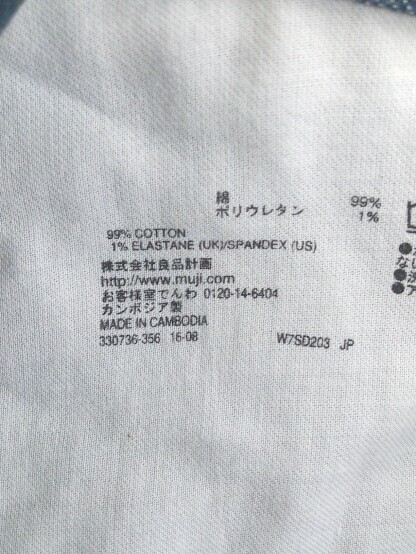 綿 99%
ポリウレタン 1%
99% COTTON
1% ELASTANE (UK)/SPANDEX (US)
株式会社良品計画
http://www.muji.com
お客様室でんわ 0120-14-6404
カンボジア製
MADE IN CAMBODIA
330736-356 16-08 W7SD203 JP
ない